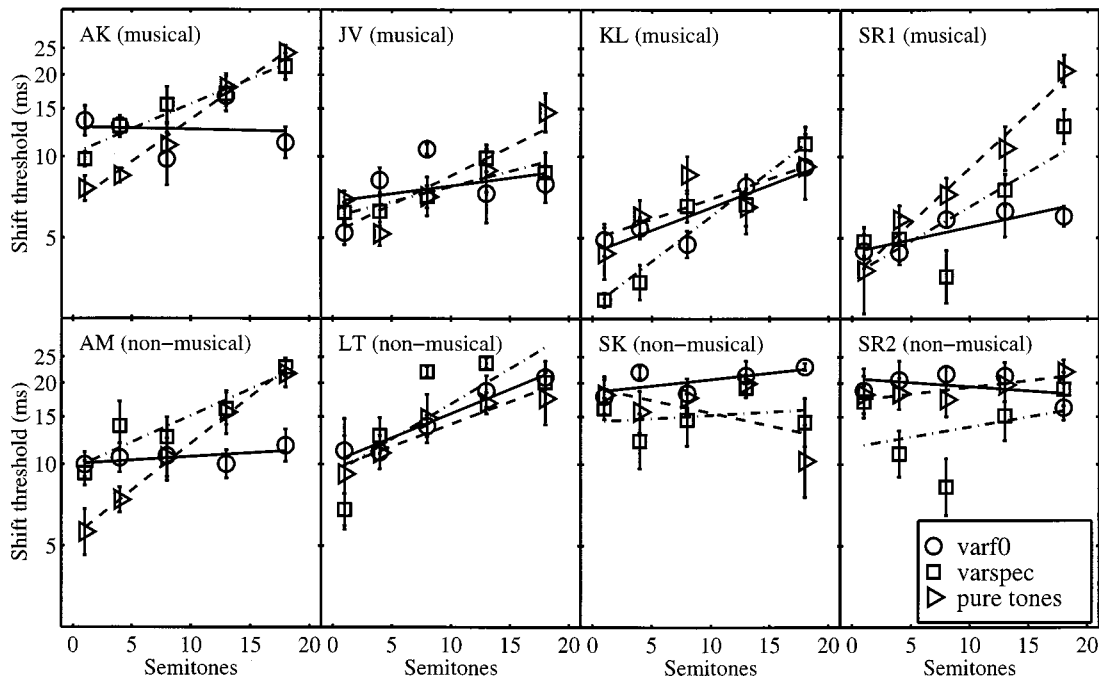 AK (musical)
JV (musical)
KL (musical)
SR1 (musical)
25
20
15
10
5
Shift threshold (ms)
AM (non-musical)
LT (non-musical)
SK (non-musical)
SR2 (non-musical)
25
20
15
10
5
Shift threshold (ms)
varf0
varspec
pure tones
0 5 10 15 20
0 5 10 15 20
0 5 10 15 20
0 5 10 15 20
Semitones
Semitones
Semitones
Semitones